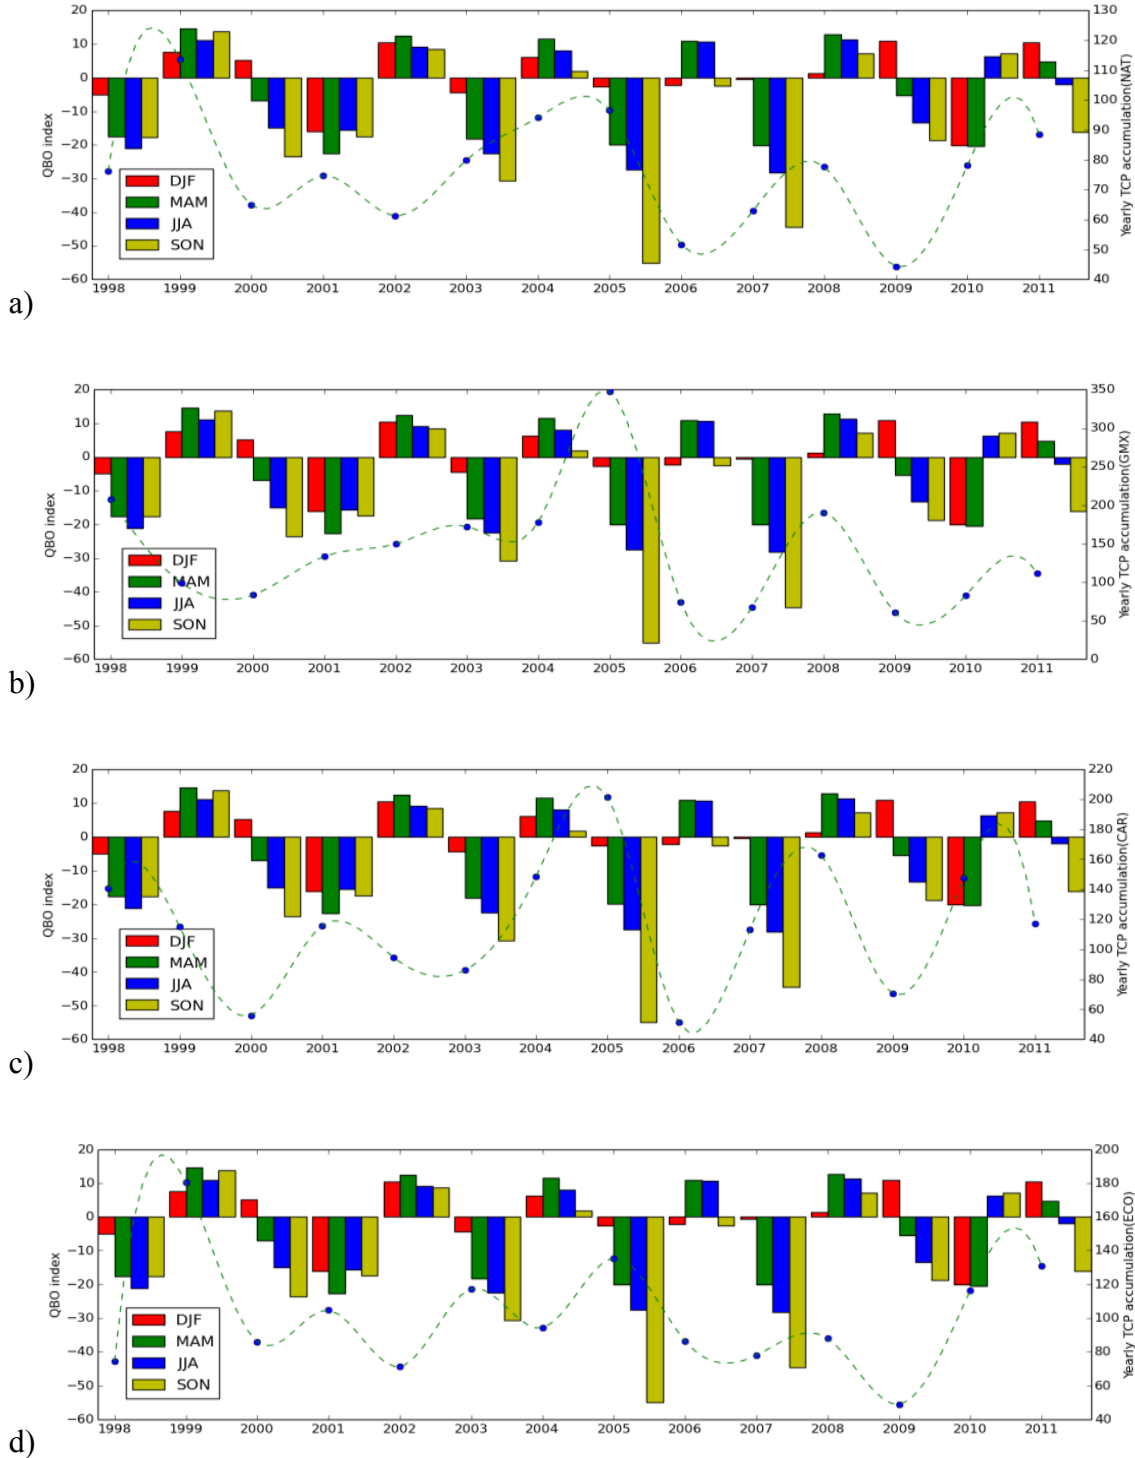 a)
20
10
0
−10
−20
−30
−40
−50
−60
QBO index
DJF
MAM
JJA
SON
130
120
110
100
90
80
70
60
50
40
Yearly TCP accumulation(NAT)
1998 1999 2000 2001 2002 2003 2004 2005 2006 2007 2008 2009 2010 2011
b)
20
10
0
−10
−20
−30
−40
−50
−60
QBO index
DJF
MAM
JJA
SON
350
300
250
200
150
100
50
0
Yearly TCP accumulation(GMX)
1998 1999 2000 2001 2002 2003 2004 2005 2006 2007 2008 2009 2010 2011
c)
20
10
0
−10
−20
−30
−40
−50
−60
QBO index
DJF
MAM
JJA
SON
220
200
180
160
140
120
100
80
60
40
Yearly TCP accumulation(CAR)
1998 1999 2000 2001 2002 2003 2004 2005 2006 2007 2008 2009 2010 2011
d)
20
10
0
−10
−20
−30
−40
−50
−60
QBO index
DJF
MAM
JJA
SON
200
180
160
140
120
100
80
60
40
Yearly TCP accumulation(ECO)
1998 1999 2000 2001 2002 2003 2004 2005 2006 2007 2008 2009 2010 2011